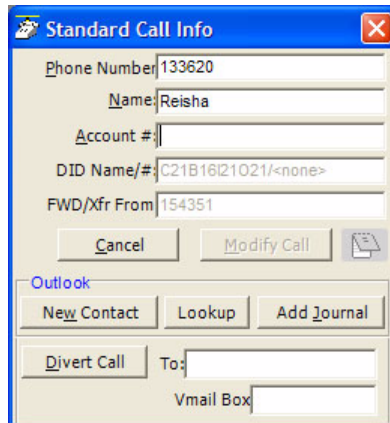 Standard Call Info
Phone Number 133620
Name: Reisha
Account #:
DID Name/#: C21B16I21O21/<none>
FWD/Xfr From 154351
Cancel Modify Call
Outlook
New Contact Lookup Add Journal
Divert Call To:
Vmail Box